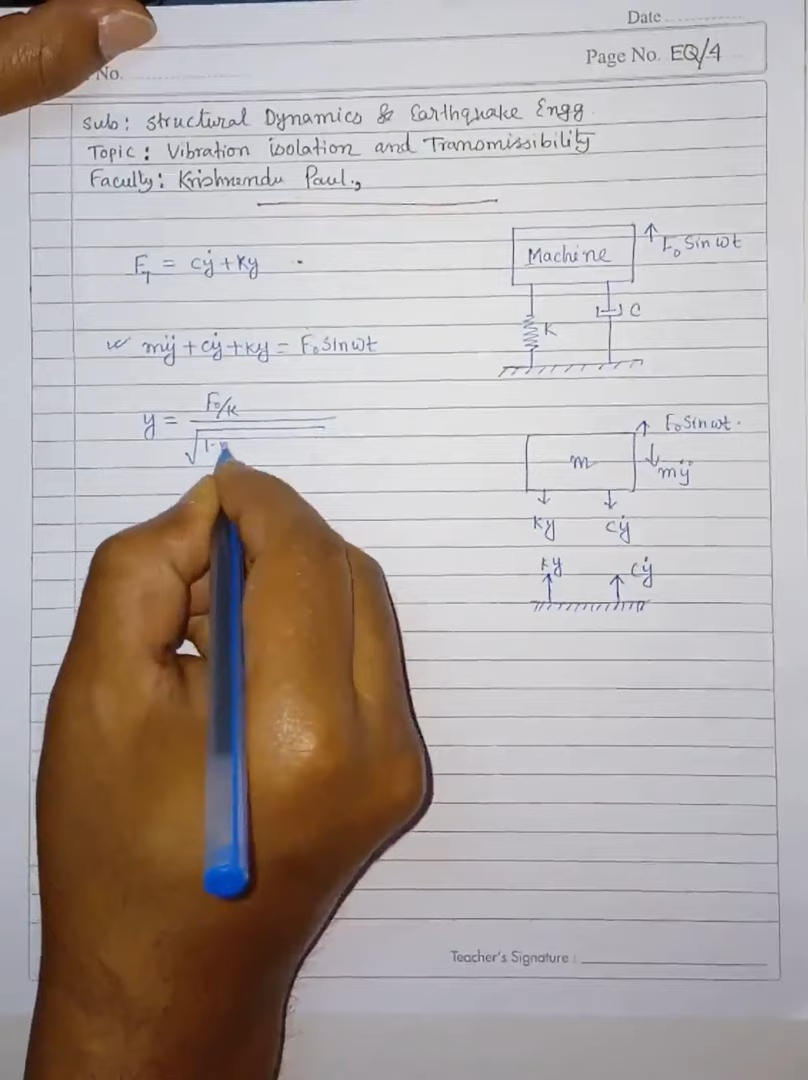 Date
No.
Page No. EQ/4
Sub: Structural Dynamics & Earthquake Engg.
Topic: Vibration isolation and Transmissibility
Faculty: Krishnendu Paul.,
F_T = cẏ + Ky
Machine
F₀ Sin ωt
K
C
mÿ + cẏ + ky = F₀ Sin ωt
y = F₀/K
√1-
F₀ Sin ωt.
m
mÿ
Ky
Cẏ
Ky
Cẏ
Teacher's Signature :